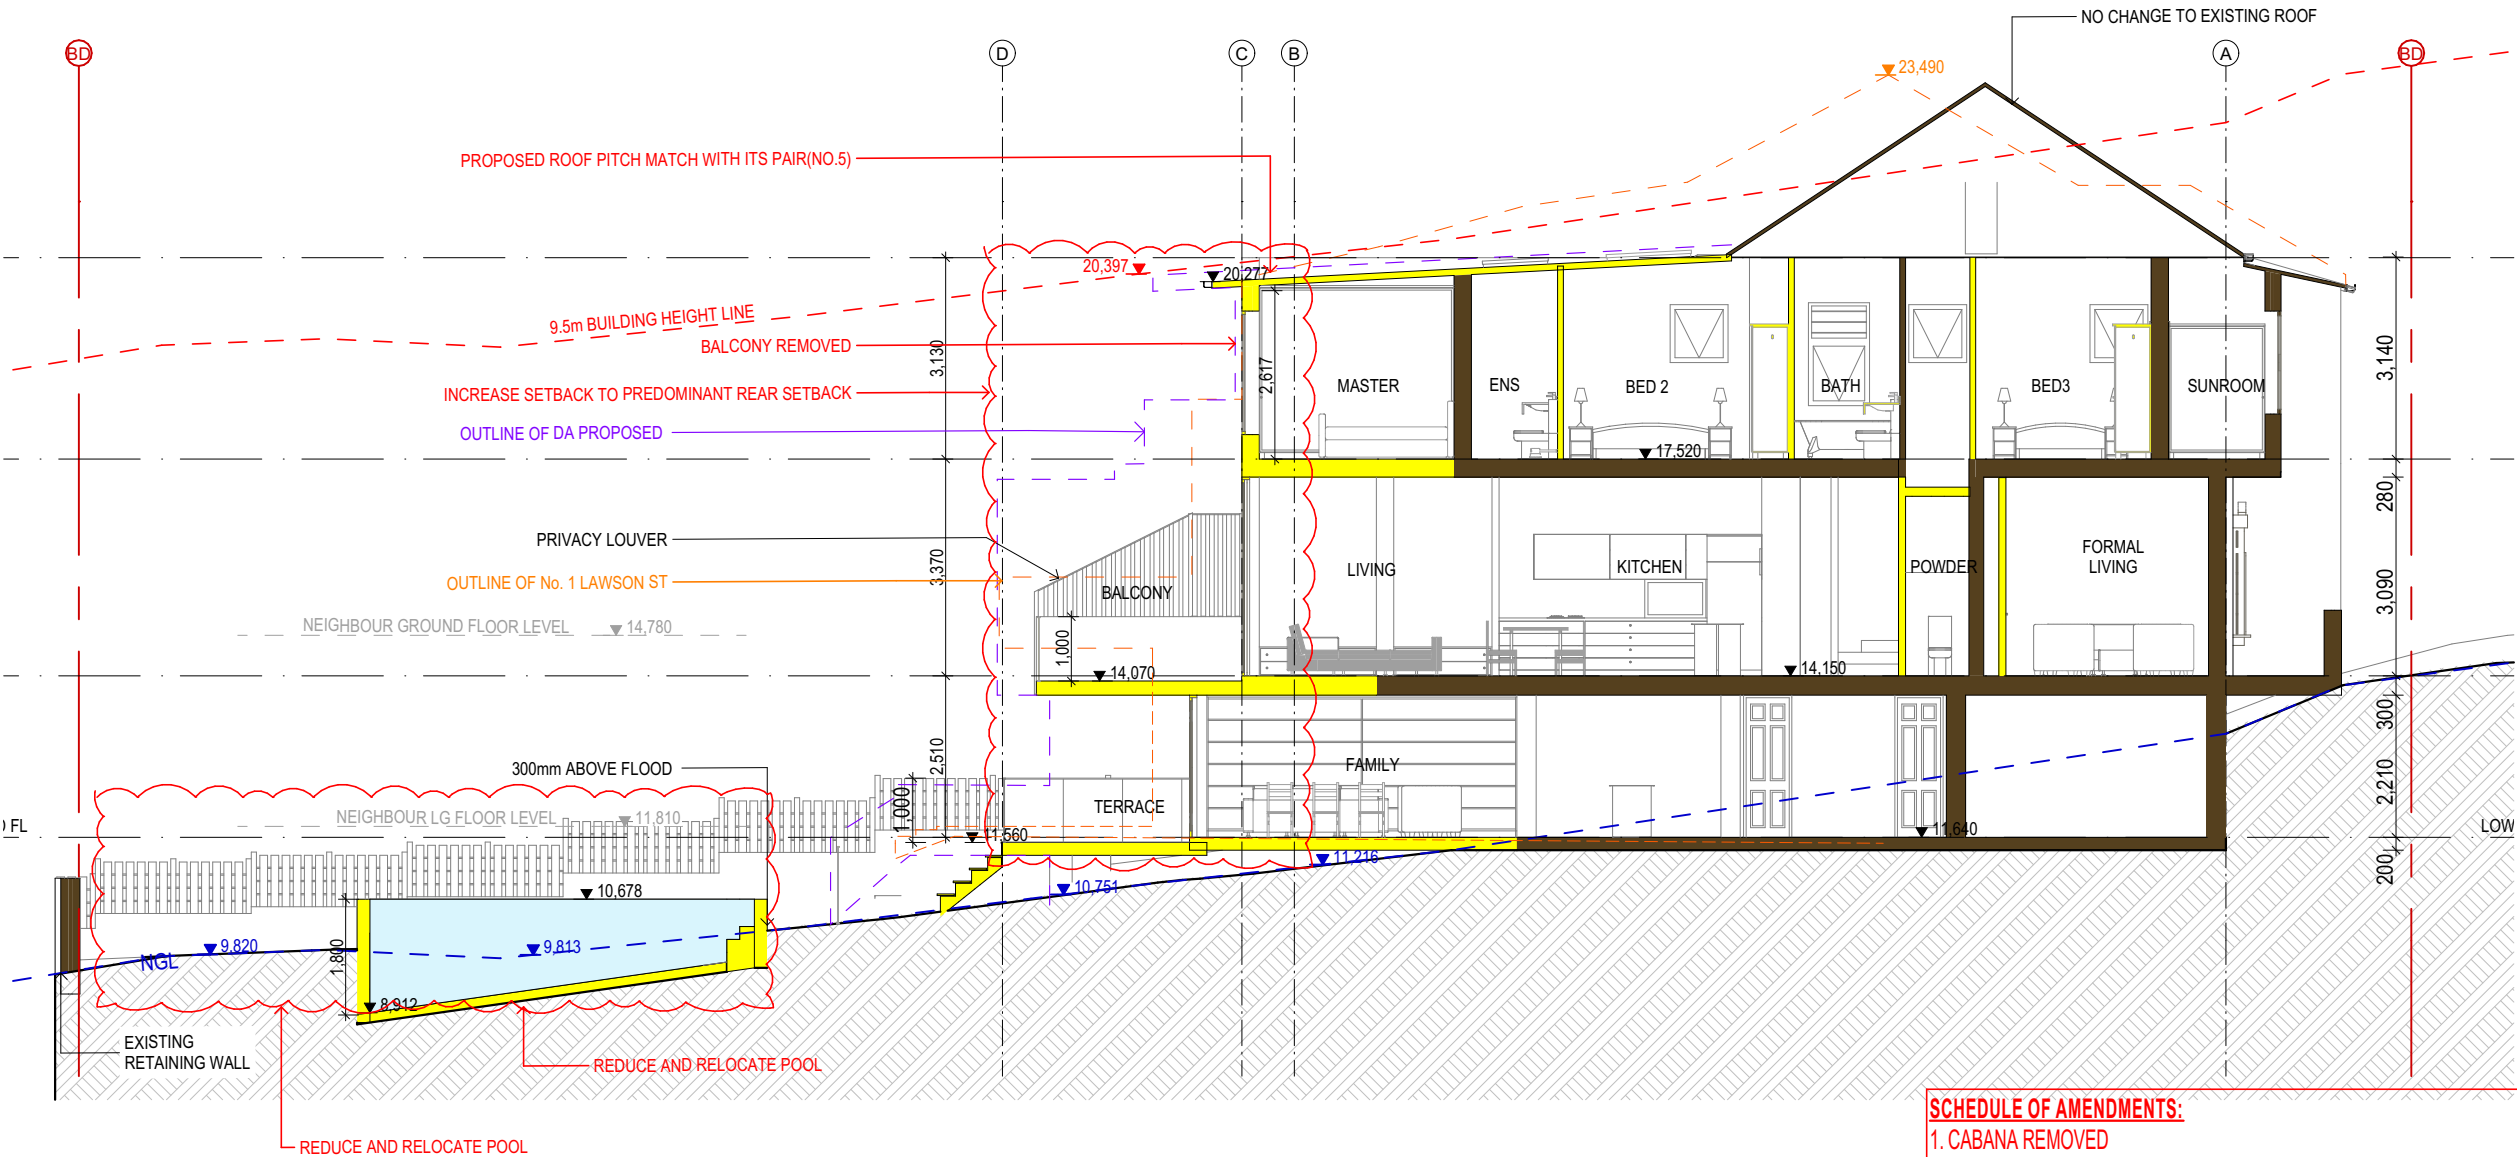 NO CHANGE TO EXISTING ROOF
BD
D
C
B
A
BD
23,490
PROPOSED ROOF PITCH MATCH WITH ITS PAIR(NO.5)
20,397
20,277
9.5m BUILDING HEIGHT LINE
BALCONY REMOVED
3,130
2,617
3,140
INCREASE SETBACK TO PREDOMINANT REAR SETBACK
MASTER
ENS
BED 2
BATH
BED3
SUNROOM
OUTLINE OF DA PROPOSED
17,520
280
PRIVACY LOUVER
3,370
OUTLINE OF No. 1 LAWSON ST
BALCONY
LIVING
KITCHEN
POWDER
FORMAL
LIVING
3,090
NEIGHBOUR GROUND FLOOR LEVEL
14,780
1,000
14,070
14,150
300
2,510
300mm ABOVE FLOOD
FAMILY
2,210
1,000
TERRACE
NEIGHBOUR LG FLOOR LEVEL
11,810
FL
11,560
11,640
LOW
11,216
200
10,678
10,751
9,820
9,813
NGL
1,800
8,912
EXISTING
RETAINING WALL
REDUCE AND RELOCATE POOL
REDUCE AND RELOCATE POOL
SCHEDULE OF AMENDMENTS:
1. CABANA REMOVED